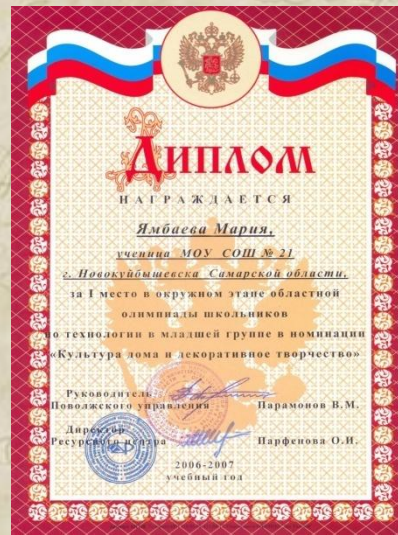 Диплом
НАГРАЖДАЕТСЯ
Ямбаева Мария,
ученица МОУ СОШ № 21
г. Новокуйбышевска Самарской области,
за I место в окружном этапе областной
олимпиады школьников
по технологии в младшей группе в номинации
«Культура дома и декоративное творчество»
Руководитель
Поволжского управления Парамонов В.М.
Директор
Ресурсного центра Парфенова О.И.
2006-2007
учебный год